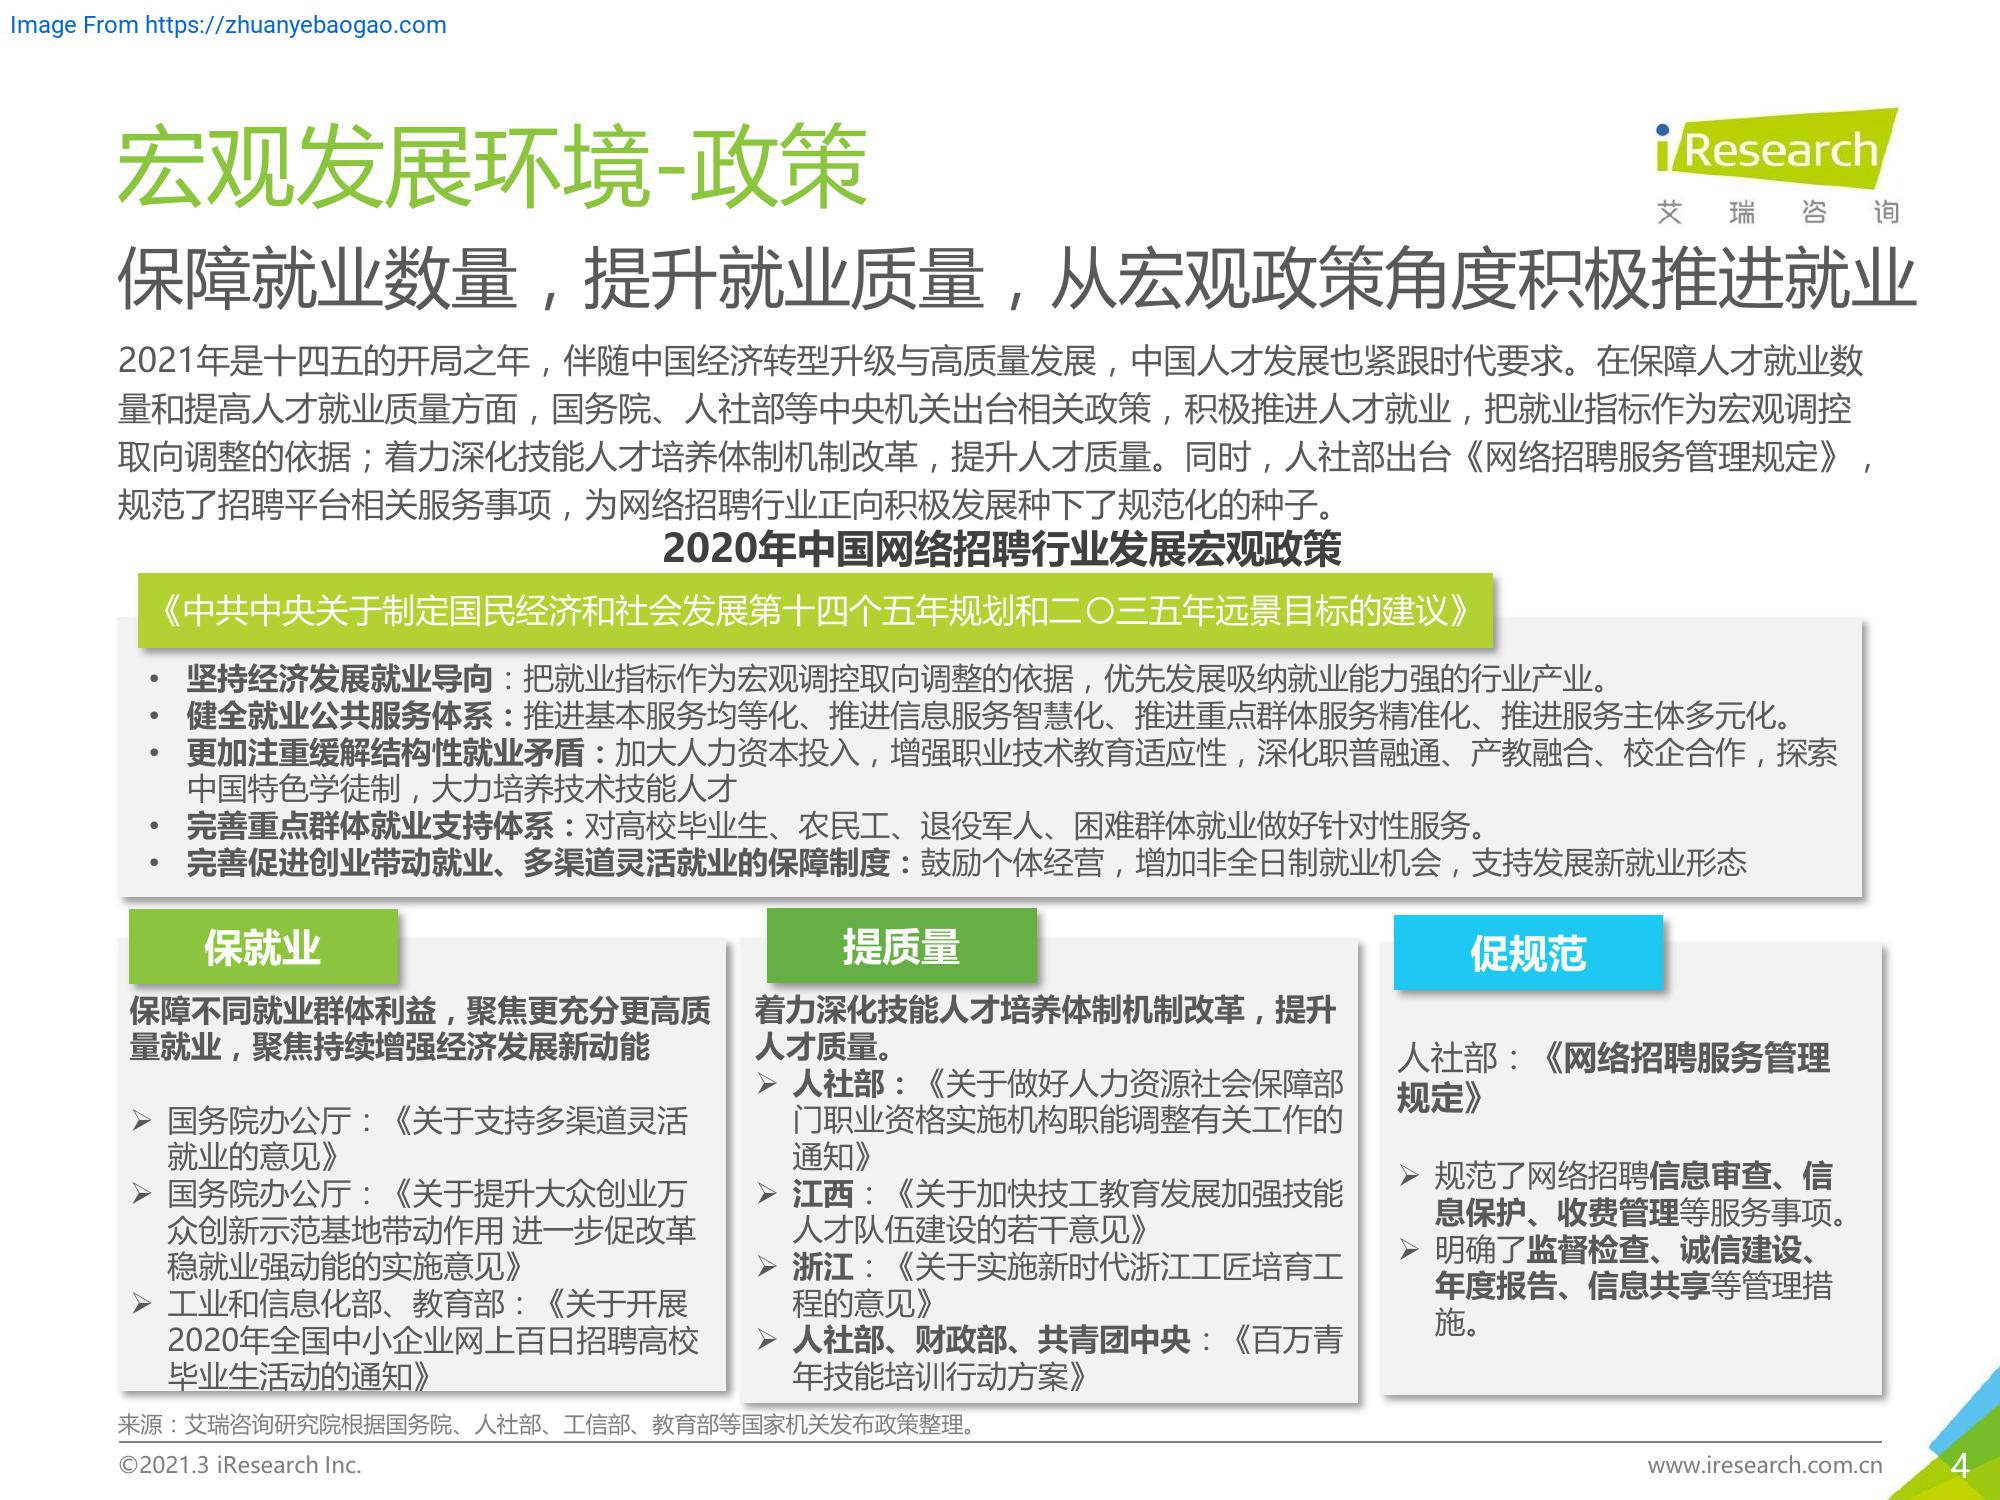 Image From https://zhuanyebaogao.com
宏观发展环境-政策
iResearch
艾瑞咨询
保障就业数量，提升就业质量，从宏观政策角度积极推进就业
2021年是十四五的开局之年，伴随中国经济转型升级与高质量发展，中国人才发展也紧跟时代要求。在保障人才就业数
量和提高人才就业质量方面，国务院、人社部等中央机关出台相关政策，积极推进人才就业，把就业指标作为宏观调控
取向调整的依据；着力深化技能人才培养体制机制改革，提升人才质量。同时，人社部出台《网络招聘服务管理规定》，
规范了招聘平台相关服务事项，为网络招聘行业正向积极发展种下了规范化的种子。
2020年中国网络招聘行业发展宏观政策
《中共中央关于制定国民经济和社会发展第十四个五年规划和二〇三五年远景目标的建议》
• 坚持经济发展就业导向：把就业指标作为宏观调控取向调整的依据，优先发展吸纳就业能力强的行业产业。
• 健全就业公共服务体系：推进基本服务均等化、推进信息服务智慧化、推进重点群体服务精准化、推进服务主体多元化。
• 更加注重缓解结构性就业矛盾：加大人力资本投入，增强职业技术教育适应性，深化职普融通、产教融合、校企合作，探索
中国特色学徒制，大力培养技术技能人才
• 完善重点群体就业支持体系：对高校毕业生、农民工、退役军人、困难群体就业做好针对性服务。
• 完善促进创业带动就业、多渠道灵活就业的保障制度：鼓励个体经营，增加非全日制就业机会，支持发展新就业形态
保就业
保障不同就业群体利益，聚焦更充分更高质
量就业，聚焦持续增强经济发展新动能
➢ 国务院办公厅：《关于支持多渠道灵活
就业的意见》
➢ 国务院办公厅：《关于提升大众创业万
众创新示范基地带动作用 进一步促改革
稳就业强动能的实施意见》
➢ 工业和信息化部、教育部：《关于开展
2020年全国中小企业网上百日招聘高校
毕业生活动的通知》
提质量
着力深化技能人才培养体制机制改革，提升
人才质量。
➢ 人社部：《关于做好人力资源社会保障部
门职业资格实施机构职能调整有关工作的
通知》
➢ 江西：《关于加快技工教育发展加强技能
人才队伍建设的若干意见》
➢ 浙江：《关于实施新时代浙江工匠培育工
程的意见》
➢ 人社部、财政部、共青团中央：《百万青
年技能培训行动方案》
促规范
人社部：《网络招聘服务管理
规定》
➢ 规范了网络招聘信息审查、信
息保护、收费管理等服务事项。
➢ 明确了监督检查、诚信建设、
年度报告、信息共享等管理措
施。
来源：艾瑞咨询研究院根据国务院、人社部、工信部、教育部等国家机关发布政策整理。
©2021.3 iResearch Inc.
www.iresearch.com.cn
4